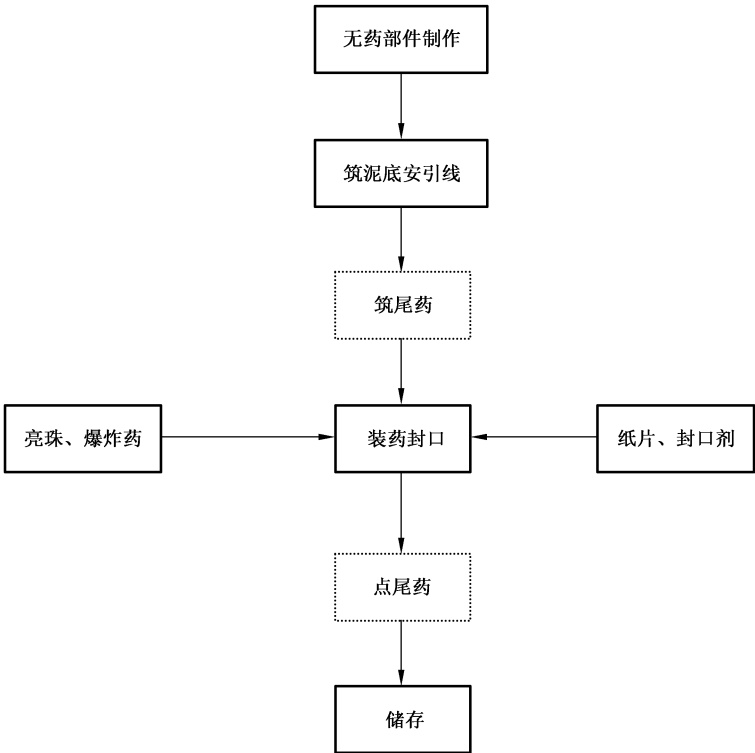 无药部件制作
筑泥底安引线
筑尾药
亮珠、爆炸药
装药封口
纸片、封口剂
点尾药
储存